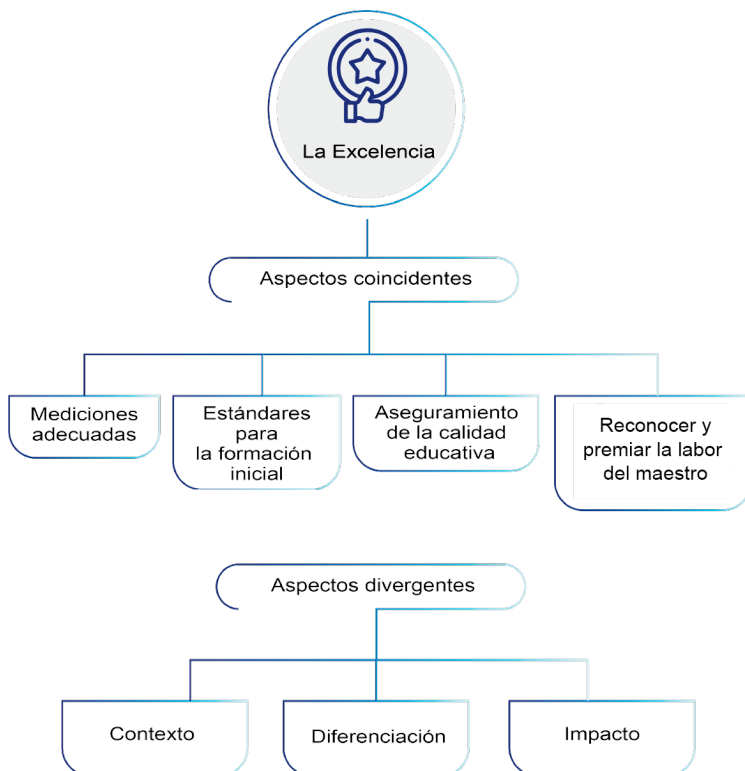 La Excelencia
Aspectos coincidentes
Mediciones
adecuadas
Estándares
para
la formación
inicial
Aseguramiento
de la calidad
educativa
Reconocer y
premiar la labor
del maestro
Aspectos divergentes
Contexto
Diferenciación
Impacto